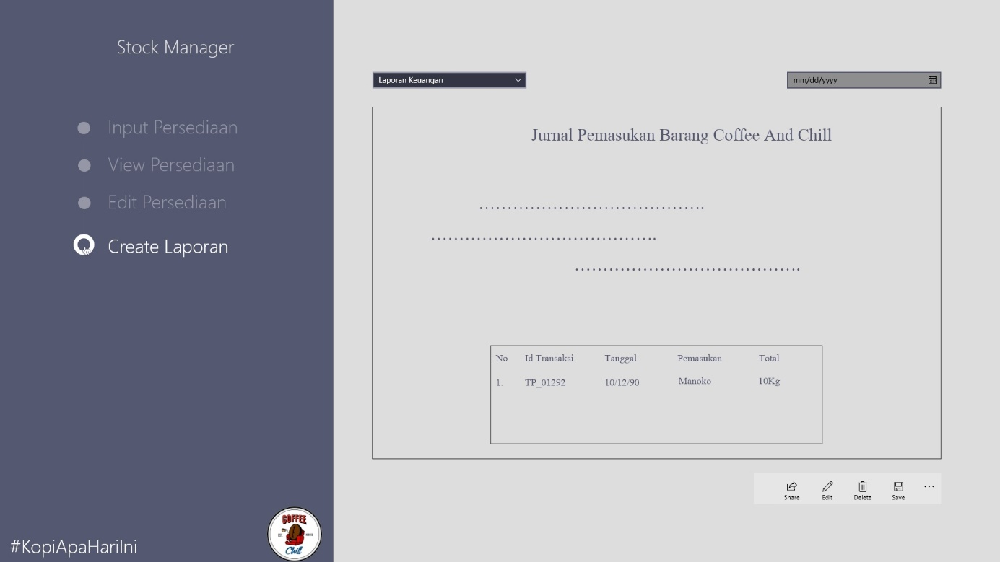 Stock Manager
Input Persediaan
View Persediaan
Edit Persediaan
Create Laporan
#KopiApaHariIni
COFFEE
Chill
Laporan Keuangan
mm/dd/yyyy
Jurnal Pemasukan Barang Coffee And Chill
........................................
........................................
........................................
No Id Transaksi Tanggal Pemasukan Total
1. TP_01292 10/12/90 Manoko 10Kg
Share Edit Delete Save ...